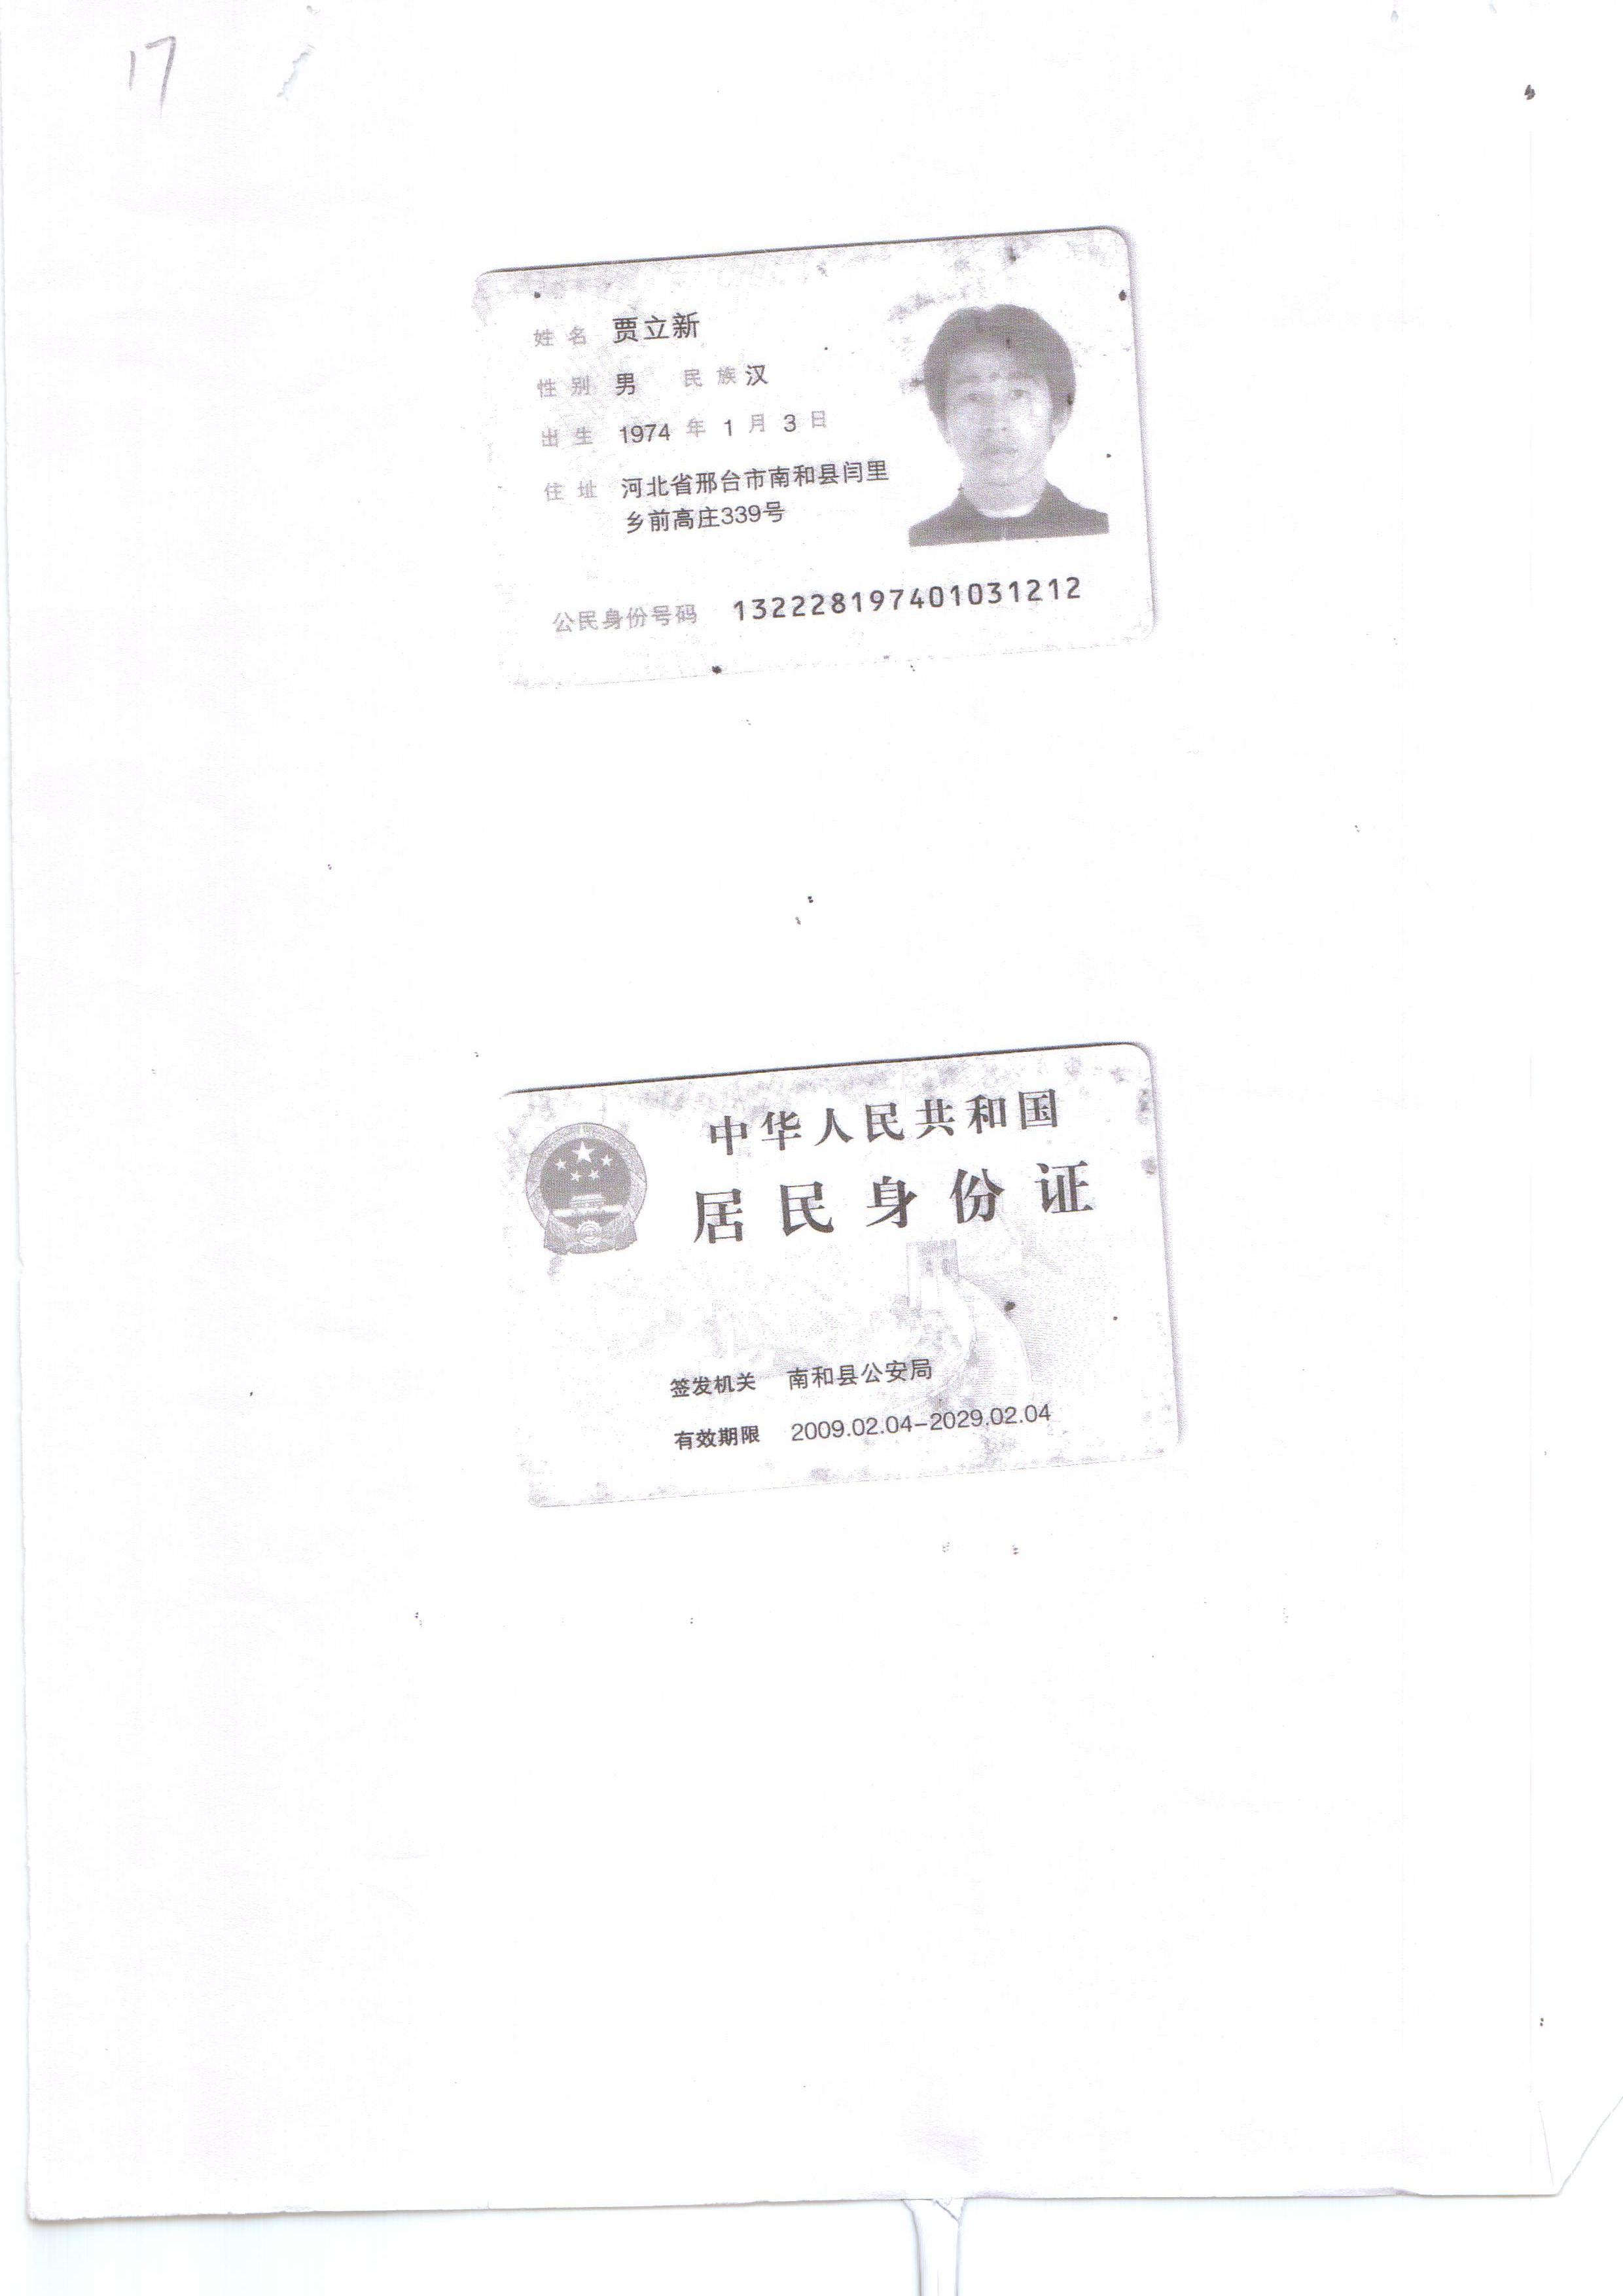 17
姓名 贾立新
性别 男 民族 汉
出生 1974 年 1 月 3 日
住址 河北省邢台市南和县闫里
乡前高庄339号
公民身份号码 132228197401031212
中华人民共和国
居民身份证
签发机关 南和县公安局
有效期限 2009.02.04-2029.02.04